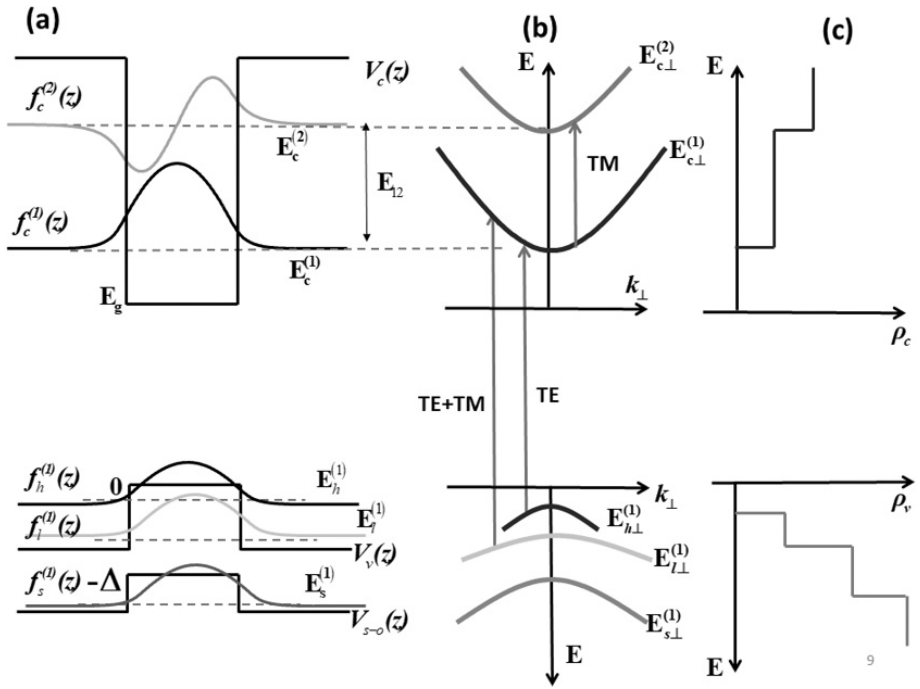 (a)
V_c(z)
f_c^(2)(z)
E_c^(2)
E_12
f_c^(1)(z)
E_c^(1)
E_g
f_h^(1)(z)
0
E_h^(1)
f_l^(1)(z)
E_l^(1)
V_v(z)
f_s^(1)(z)
-Δ
E_s^(1)
V_s-o(z)
(b)
E
E_c⊥^(2)
TM
E_c⊥^(1)
k_⊥
TE+TM
TE
k_⊥
E_h⊥^(1)
E_l⊥^(1)
E_s⊥^(1)
E
(c)
E
ρ_c
ρ_v
E
9